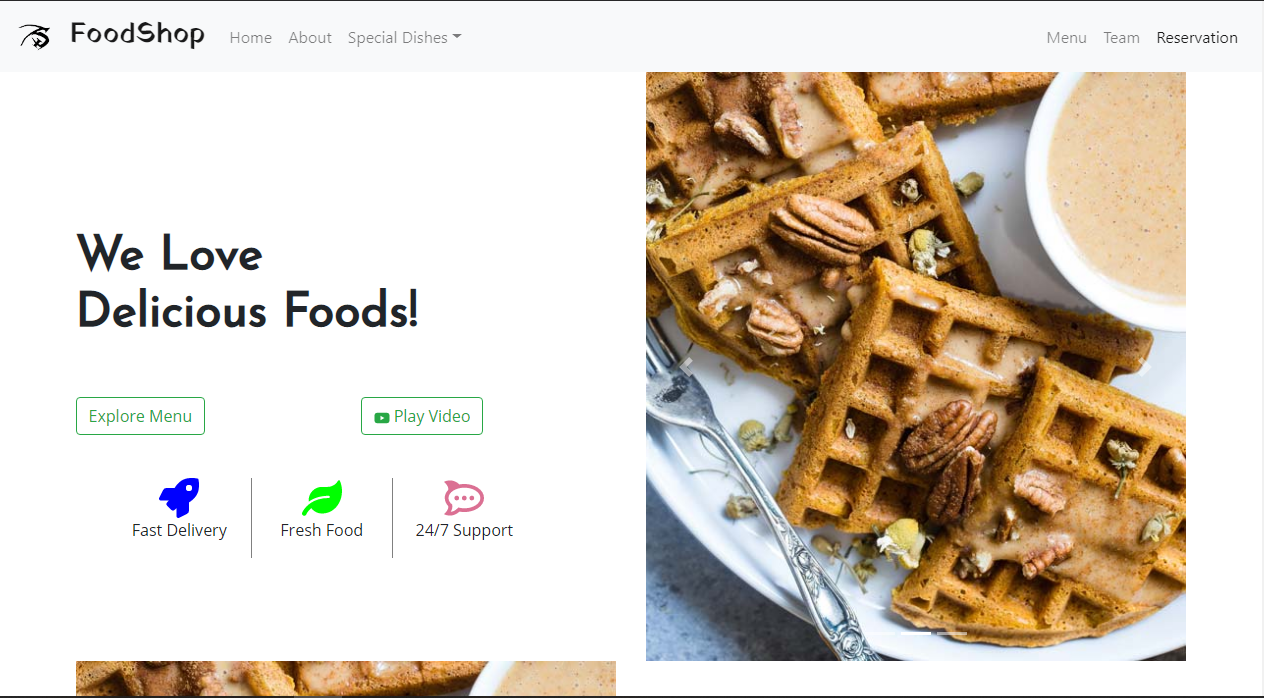 FoodShop Home About Special Dishes Menu Team Reservation
We Love
Delicious Foods!
Explore Menu Play Video
Fast Delivery Fresh Food 24/7 Support